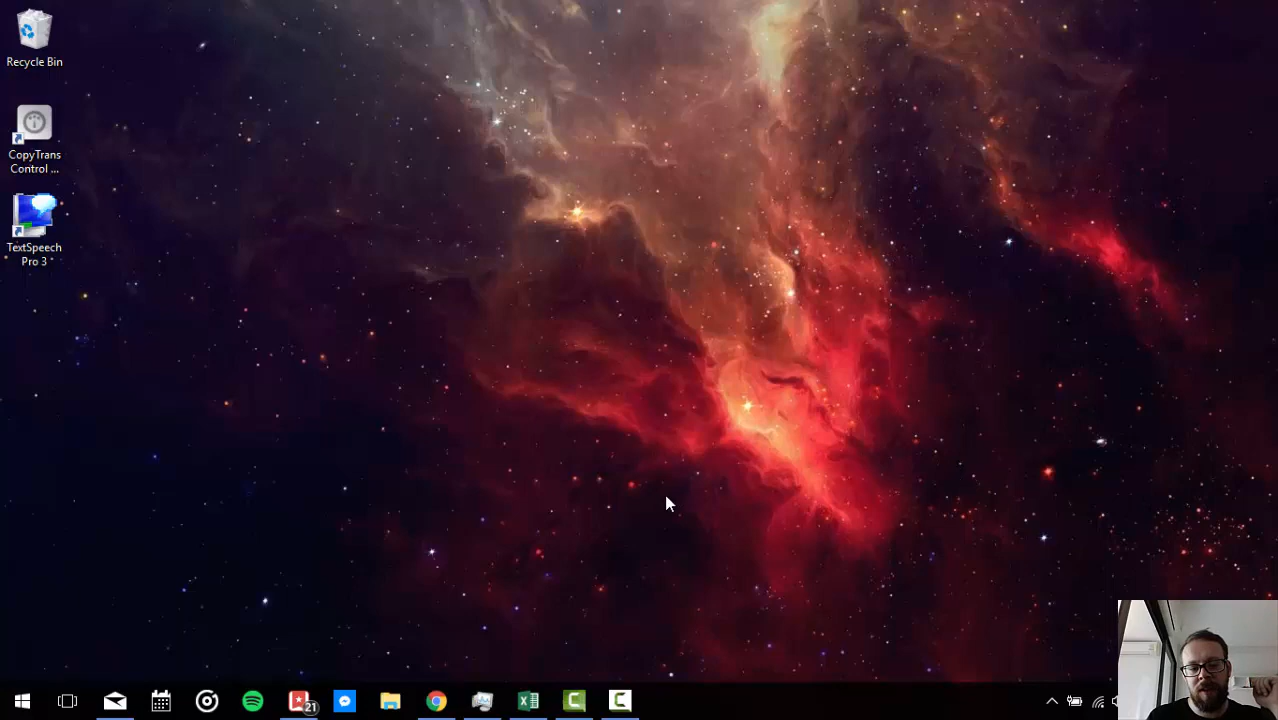 Recycle Bin
CopyTrans
Control ...
TextSpeech
Pro 3
21